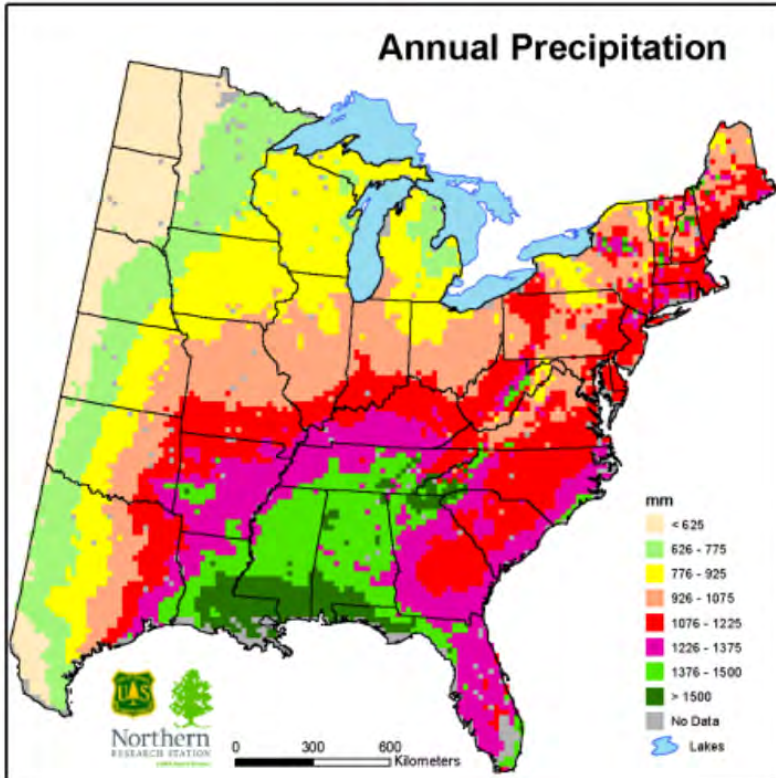 Annual Precipitation
mm
< 625
626 - 775
776 - 925
926 - 1075
1076 - 1225
1226 - 1375
1376 - 1500
> 1500
No Data
Lakes
UAS
Northern
RESEARCH STATION
0 300 600
Kilometers